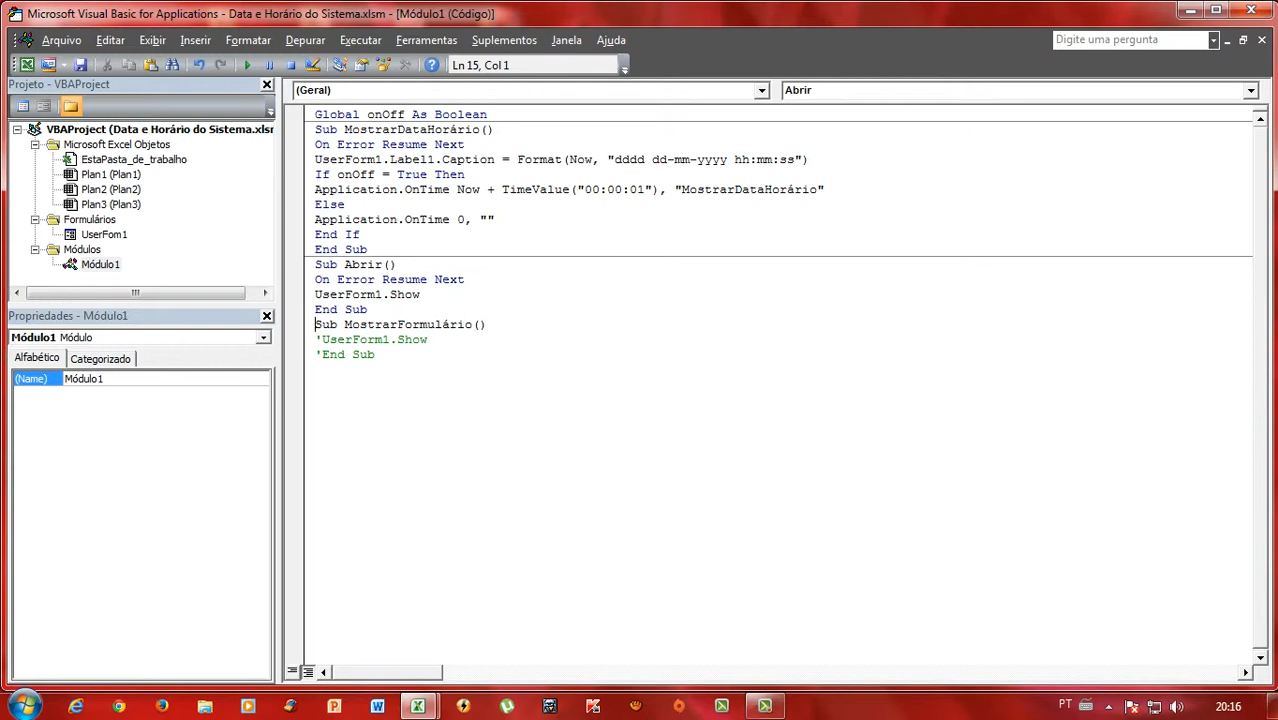 Microsoft Visual Basic for Applications - Data e Horário do Sistema.xlsm - [Módulo1 (Código)]
Arquivo Editar Exibir Inserir Formatar Depurar Executar Ferramentas Suplementos Janela Ajuda
Digite uma pergunta
Ln 15, Col 1
Projeto - VBAProject
(Geral)
Abrir
VBAProject (Data e Horário do Sistema.xlsm
Microsoft Excel Objetos
EstaPasta_de_trabalho
Plan1 (Plan1)
Plan2 (Plan2)
Plan3 (Plan3)
Formulários
UserFom1
Módulos
Módulo1
Propriedades - Módulo1
Módulo1 Módulo
Alfabético Categorizado
(Name) Módulo1
Global onOff As Boolean
Sub MostrarDataHorário()
On Error Resume Next
UserForm1.Label1.Caption = Format(Now, "dddd dd-mm-yyyy hh:mm:ss")
If onOff = True Then
Application.OnTime Now + TimeValue("00:00:01"), "MostrarDataHorário"
Else
Application.OnTime 0, ""
End If
End Sub
Sub Abrir()
On Error Resume Next
UserForm1.Show
End Sub
Sub MostrarFormulário()
'UserForm1.Show
'End Sub
PT
20:16